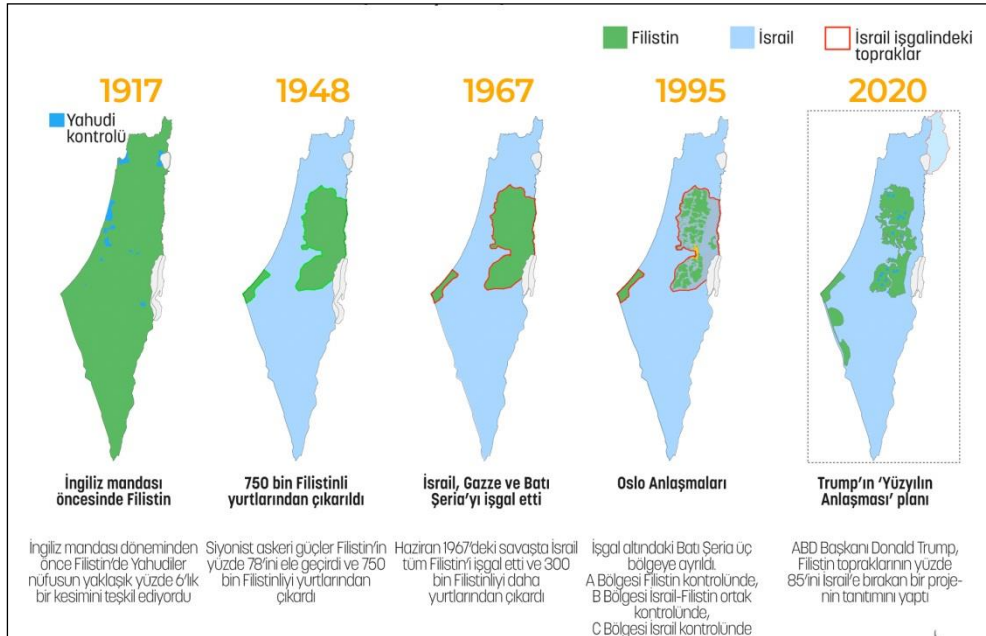 Filistin
İsrail
İsrail işgalindeki
topraklar
1917
1948
1967
1995
2020
Yahudi
kontrolü
İngiliz mandası
öncesinde Filistin
750 bin Filistinli
yurtlarından çıkarıldı
İsrail, Gazze ve Batı
Şeria'yı işgal etti
Oslo Anlaşmaları
Trump'ın 'Yüzyılın
Anlaşması' planı
İngiliz mandası döneminden
önce Filistin'de Yahudiler
nüfusun yaklaşık yüzde 6'lık
bir kesimini teşkil ediyordu
Siyonist askeri güçler Filistin'in
yüzde 78'ini ele geçirdi ve 750
bin Filistinliyi yurtlarından
çıkardı
Haziran 1967'deki savaşta İsrail
tüm Filistin'i işgal etti ve 300
bin Filistinliyi daha
yurtlarından çıkardı
İşgal altındaki Batı Şeria üç
bölgeye ayrıldı.
A Bölgesi Filistin kontrolünde,
B Bölgesi İsrail-Filistin ortak
kontrolünde,
C Bölgesi İsrail kontrolünde
ABD Başkanı Donald Trump,
Filistin topraklarının yüzde
85'ini İsrail'e bırakan bir proje-
nin tanıtımını yaptı